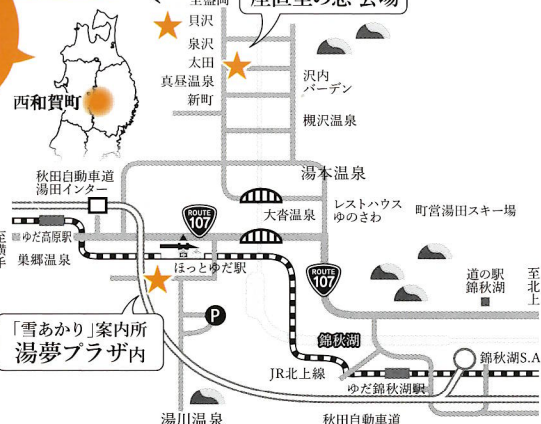 貝沢
泉沢
太田
真昼温泉
新町
沢内
バーデン
槻沢温泉
西和賀町
湯本温泉
秋田自動車道
湯田インター
ROUTE
107
大沓温泉
レストハウス
ゆのさわ
町営湯田スキー場
至横手
ゆだ高原駅
巣郷温泉
ほっとゆだ駅
ROUTE
107
道の駅
錦秋湖
至北上
P
「雪あかり」案内所
湯夢プラザ内
錦秋湖
JR北上線
錦秋湖S.A
ゆだ錦秋湖駅
湯川温泉
秋田自動車道